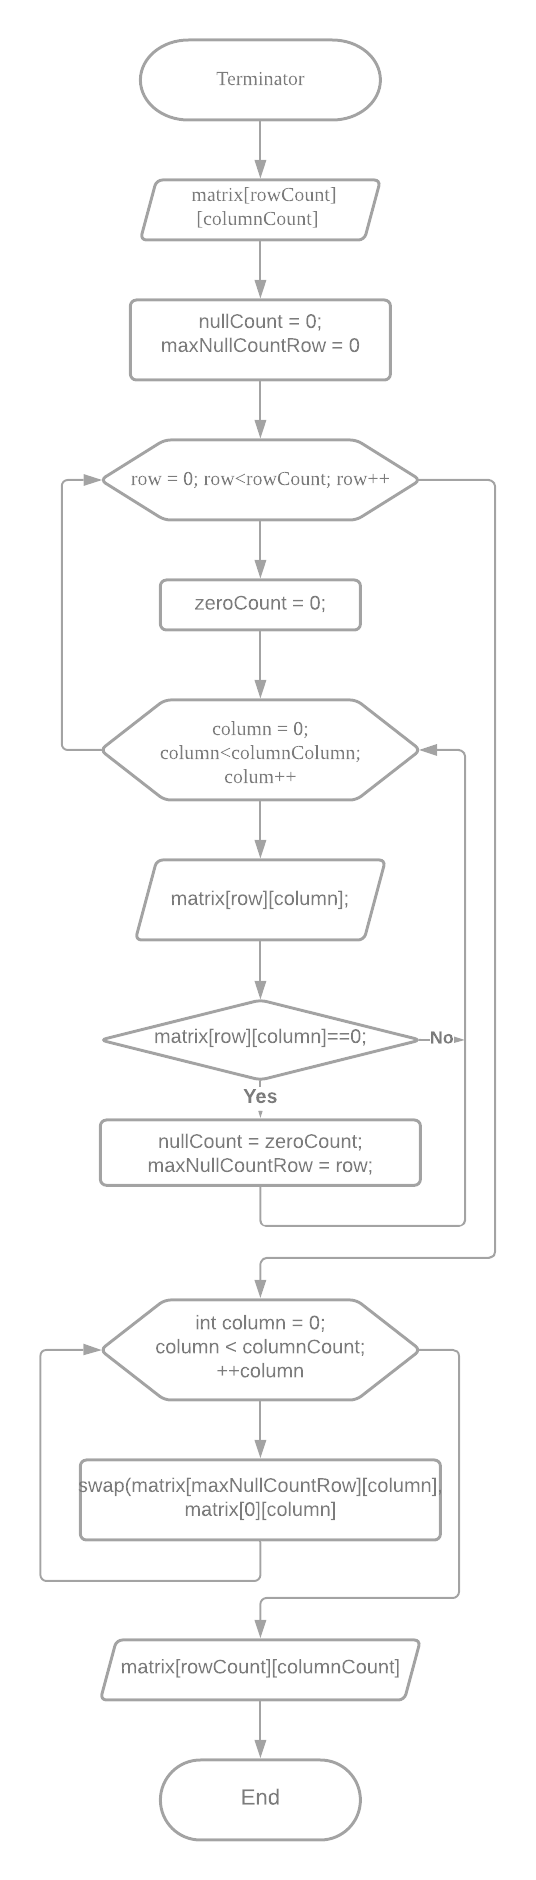 Terminator
matrix[rowCount]
[columnCount]
nullCount = 0;
maxNullCountRow = 0
row = 0; row<rowCount; row++
zeroCount = 0;
column = 0;
column<columnColumn;
colum++
matrix[row][column];
matrix[row][column]==0;
No
Yes
nullCount = zeroCount;
maxNullCountRow = row;
int column = 0;
column < columnCount;
++column
swap(matrix[maxNullCountRow][column],
matrix[0][column]
matrix[rowCount][columnCount]
End